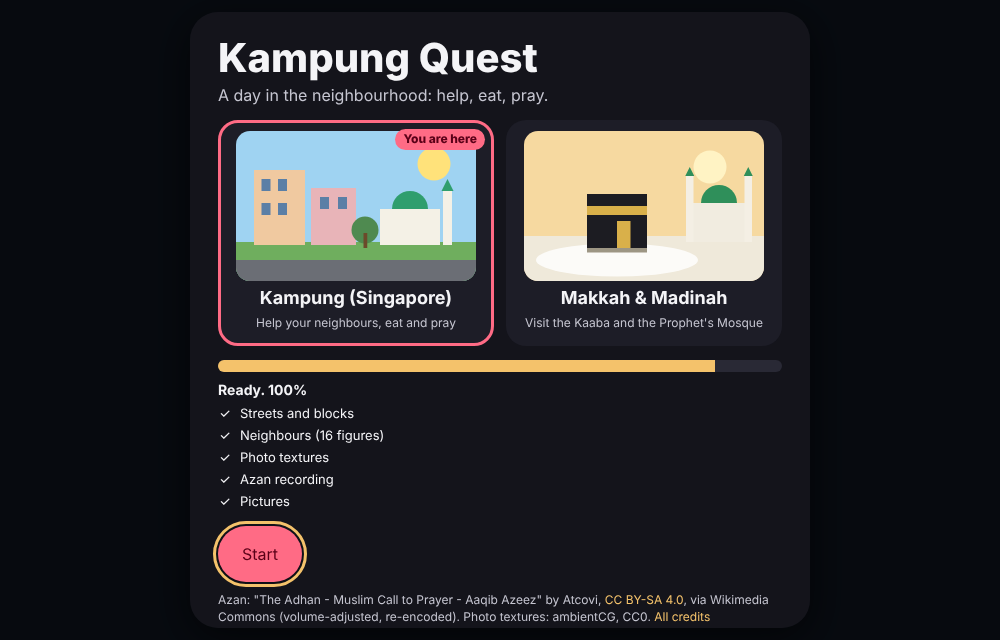 Kampung Quest
A day in the neighbourhood: help, eat, pray.
You are here
Kampung (Singapore)
Help your neighbours, eat and pray
Makkah & Madinah
Visit the Kaaba and the Prophet's Mosque
Ready. 100%
✓ Streets and blocks
✓ Neighbours (16 figures)
✓ Photo textures
✓ Azan recording
✓ Pictures
Start
Azan: "The Adhan - Muslim Call to Prayer - Aaqib Azeez" by Atcovi, CC BY-SA 4.0, via Wikimedia
Commons (volume-adjusted, re-encoded). Photo textures: ambientCG, CC0. All credits